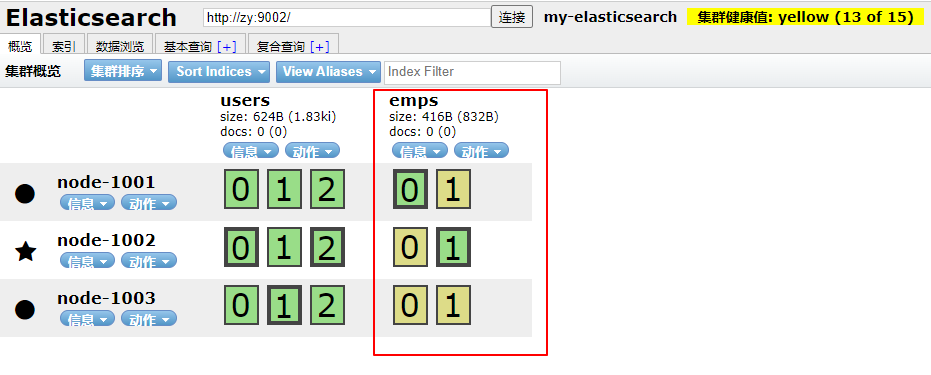 Elasticsearch http://zy:9002/ 连接 my-elasticsearch 集群健康值: yellow (13 of 15)
概览 索引 数据浏览 基本查询 [+] 复合查询 [+]
集群概览 集群排序 Sort Indices View Aliases Index Filter
users emps
size: 624B (1.83ki) size: 416B (832B)
docs: 0 (0) docs: 0 (0)
信息 动作 信息 动作
node-1001 0 1 2 0 1
信息 动作
node-1002 0 1 2 0 1
信息 动作
node-1003 0 1 2 0 1
信息 动作